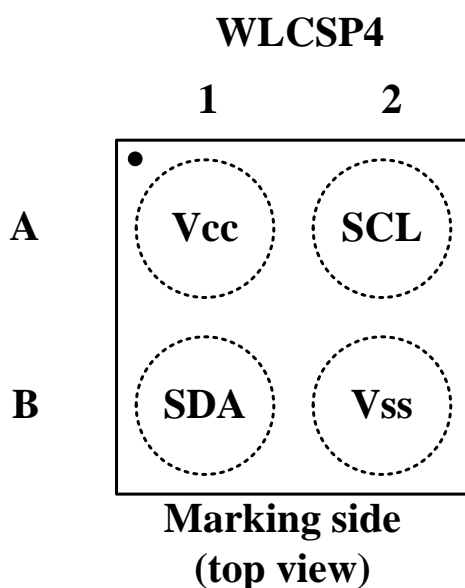 WLCSP4
1 2
A Vcc SCL
B SDA Vss
Marking side
(top view)